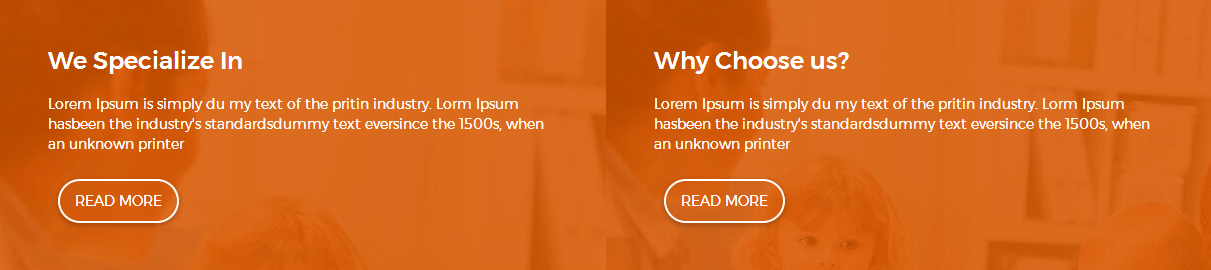 We Specialize In
Lorem Ipsum is simply du my text of the pritin industry. Lorm Ipsum
hasbeen the industry's standardsdummy text eversince the 1500s, when
an unknown printer
READ MORE
Why Choose us?
Lorem Ipsum is simply du my text of the pritin industry. Lorm Ipsum
hasbeen the industry's standardsdummy text eversince the 1500s, when
an unknown printer
READ MORE